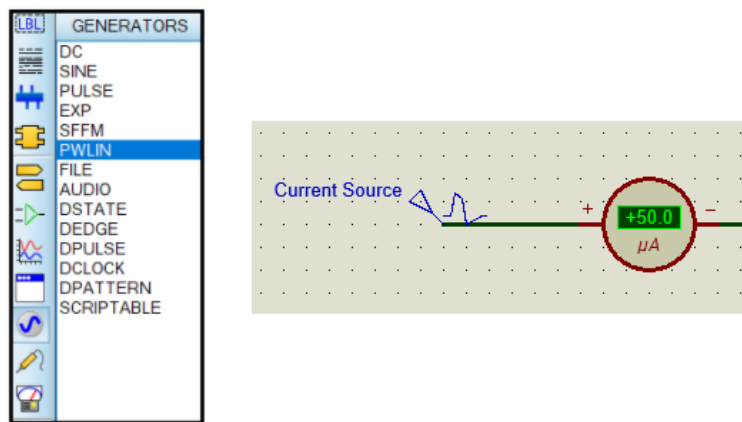 LBL
GENERATORS
DC
SINE
PULSE
EXP
SFFM
PWLIN
FILE
AUDIO
DSTATE
DEDGE
DPULSE
DCLOCK
DPATTERN
SCRIPTABLE
Current Source
+ +50.0 −
µA